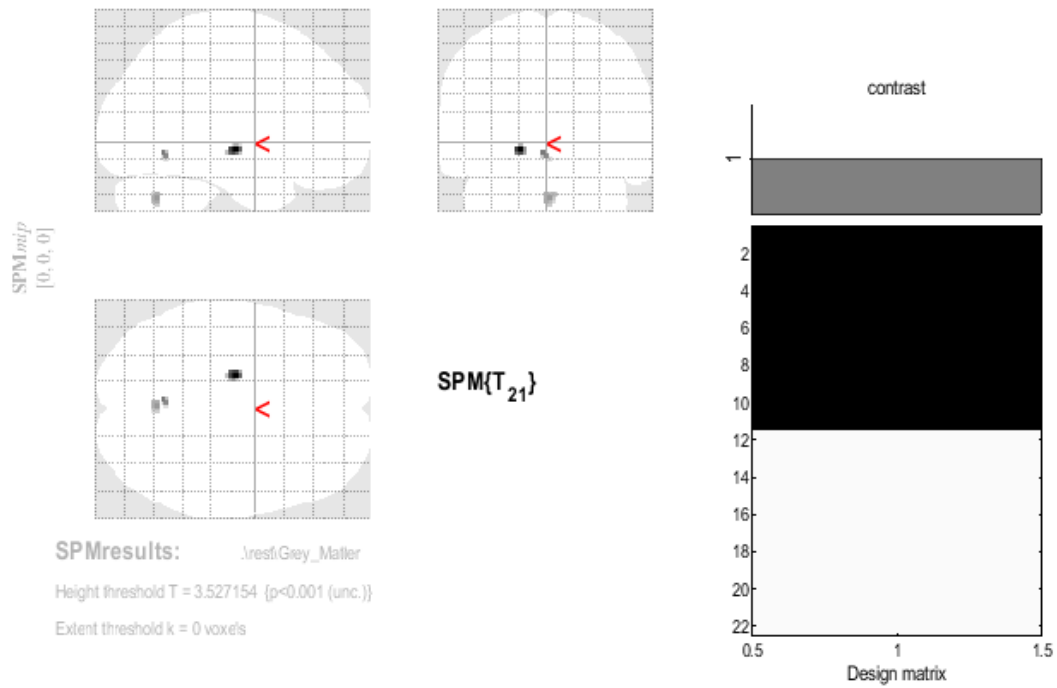 SPMmip
[0, 0, 0]
<
<
<
SPM{T21}
SPMresults: .\rest\Grey_Matter
Height threshold T = 3.527154 {p<0.001 (unc.)}
Extent threshold k = 0 voxels
contrast
1
2
4
6
8
10
12
14
16
18
20
22
0.5 1 1.5
Design matrix